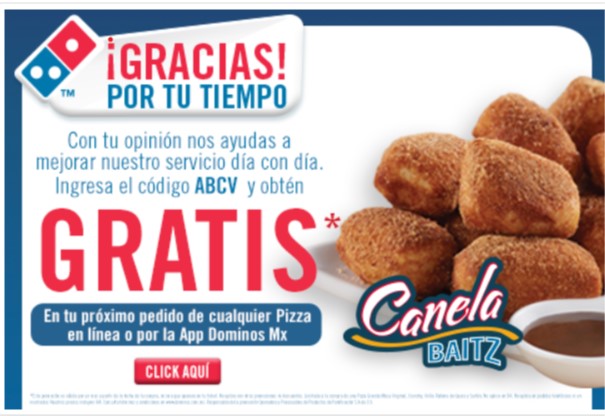 ¡GRACIAS!
POR TU TIEMPO
TM
Con tu opinión nos ayudas a
mejorar nuestro servicio día con día.
Ingresa el código ABCV y obtén
GRATIS*
En tu próximo pedido de cualquier Pizza
en línea o por la App Dominos Mx
CLICK AQUÍ
Canela
BAITZ